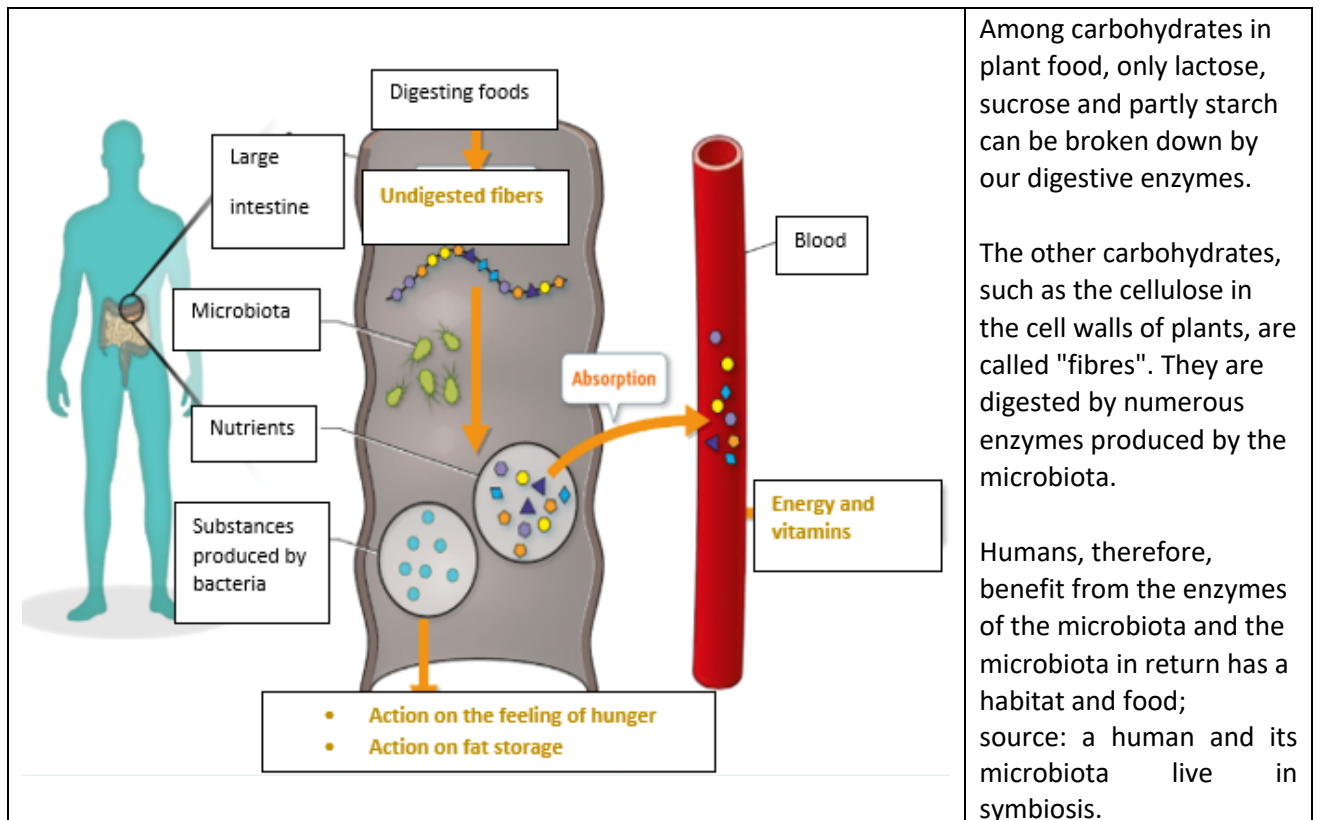 Digesting foods
Large
intestine
Undigested fibers
Blood
Microbiota
Absorption
Nutrients
Substances
produced by
bacteria
Energy and
vitamins
• Action on the feeling of hunger
• Action on fat storage
Among carbohydrates in
plant food, only lactose,
sucrose and partly starch
can be broken down by
our digestive enzymes.
The other carbohydrates,
such as the cellulose in
the cell walls of plants, are
called "fibres". They are
digested by numerous
enzymes produced by the
microbiota.
Humans, therefore,
benefit from the enzymes
of the microbiota and the
microbiota in return has a
habitat and food;
source: a human and its
microbiota live in
symbiosis.